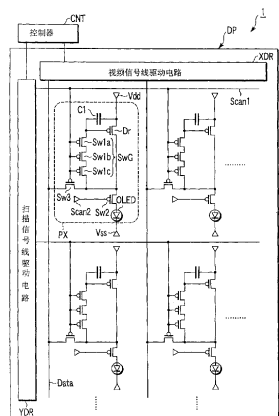 CNT
1
控制器
DP
XDR
视频信号线驱动电路
Vdd
Scan1
C1
Dr
Sw1a
Sw1b
SwG
Sw1c
Sw3
OLED
Scan2
Sw2
PX
Vss
扫描信号线驱动电路
Data
YDR